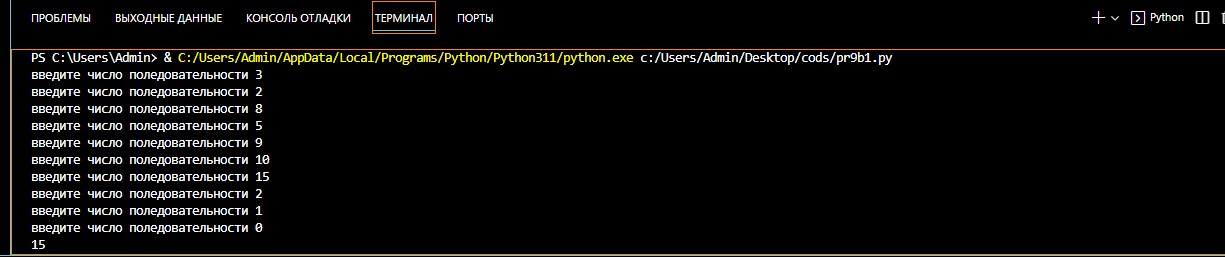 ПРОБЛЕМЫ ВЫХОДНЫЕ ДАННЫЕ КОНСОЛЬ ОТЛАДКИ ТЕРМИНАЛ ПОРТЫ Python
PS C:\Users\Admin> & C:/Users/Admin/AppData/Local/Programs/Python/Python311/python.exe c:/Users/Admin/Desktop/cods/pr9b1.py
введите число поледовательности 3
введите число поледовательности 2
введите число поледовательности 8
введите число поледовательности 5
введите число поледовательности 9
введите число поледовательности 10
введите число поледовательности 15
введите число поледовательности 2
введите число поледовательности 1
введите число поледовательности 0
15